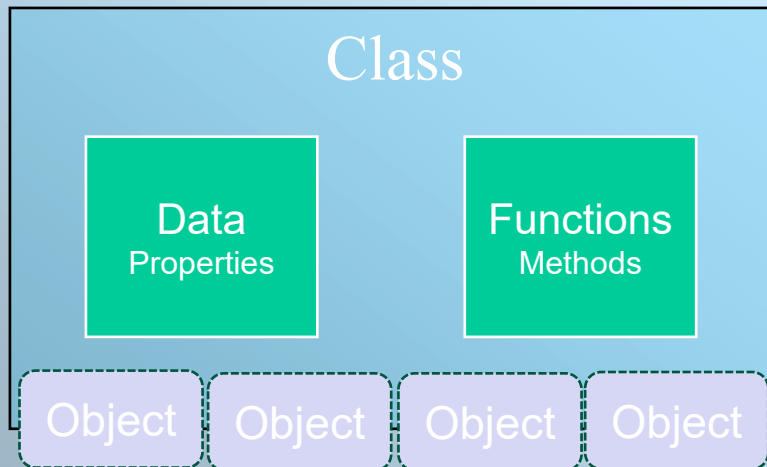 Class
Data
Properties
Functions
Methods
Object
Object
Object
Object